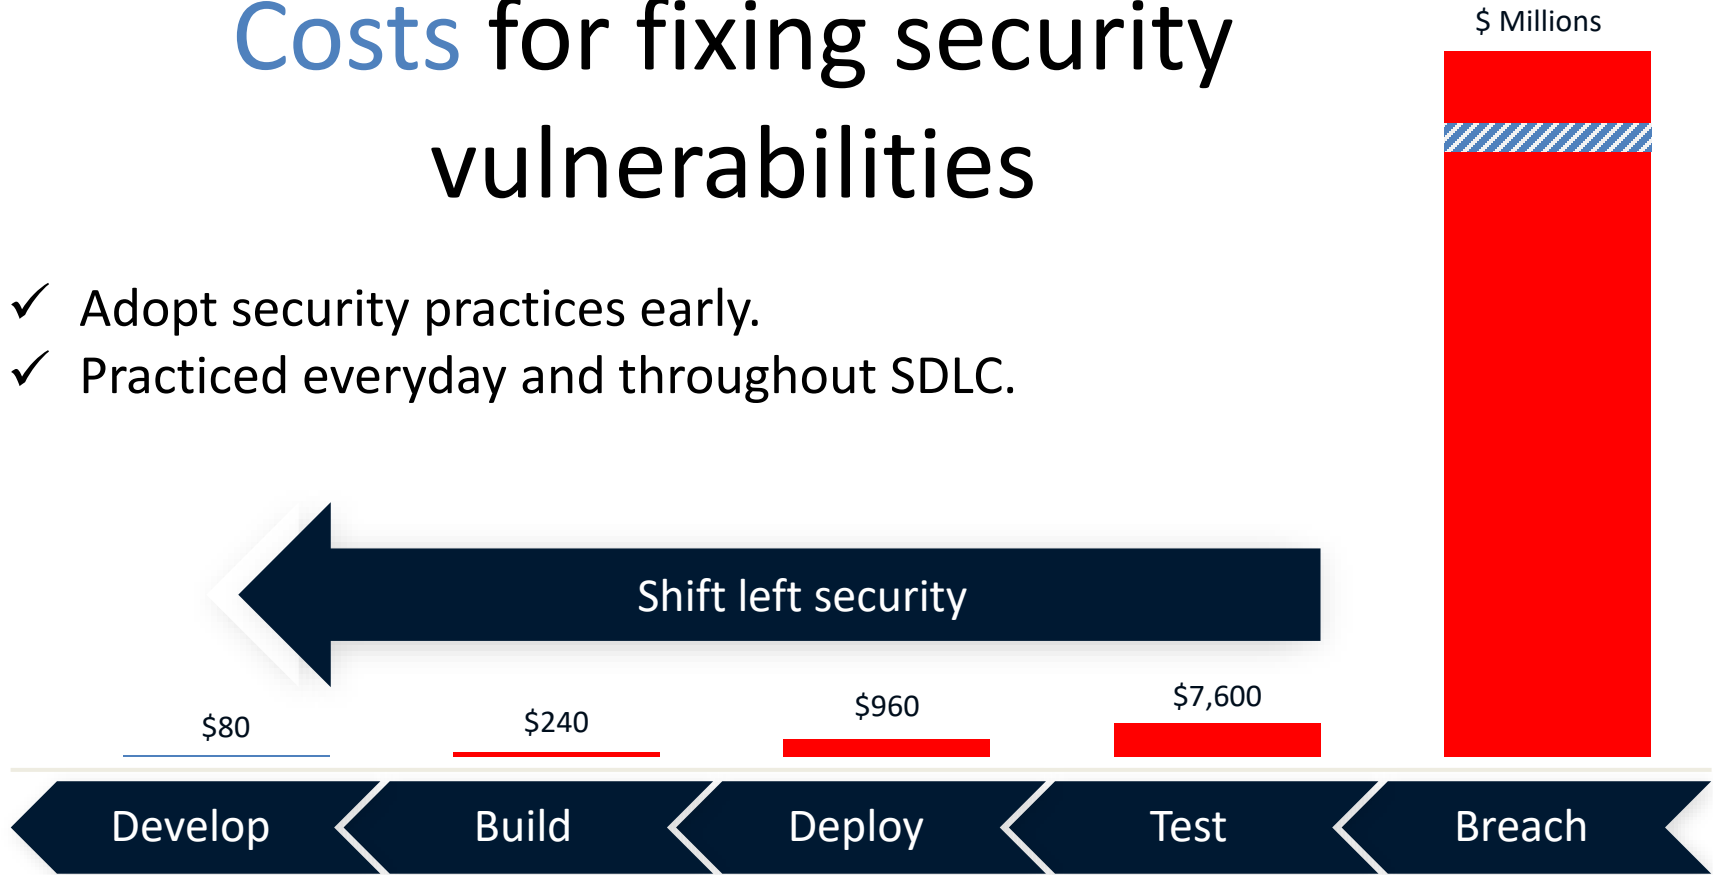 Costs for fixing security
vulnerabilities
$ Millions
✓ Adopt security practices early.
✓ Practiced everyday and throughout SDLC.
Shift left security
$80
$240
$960
$7,600
Develop
Build
Deploy
Test
Breach